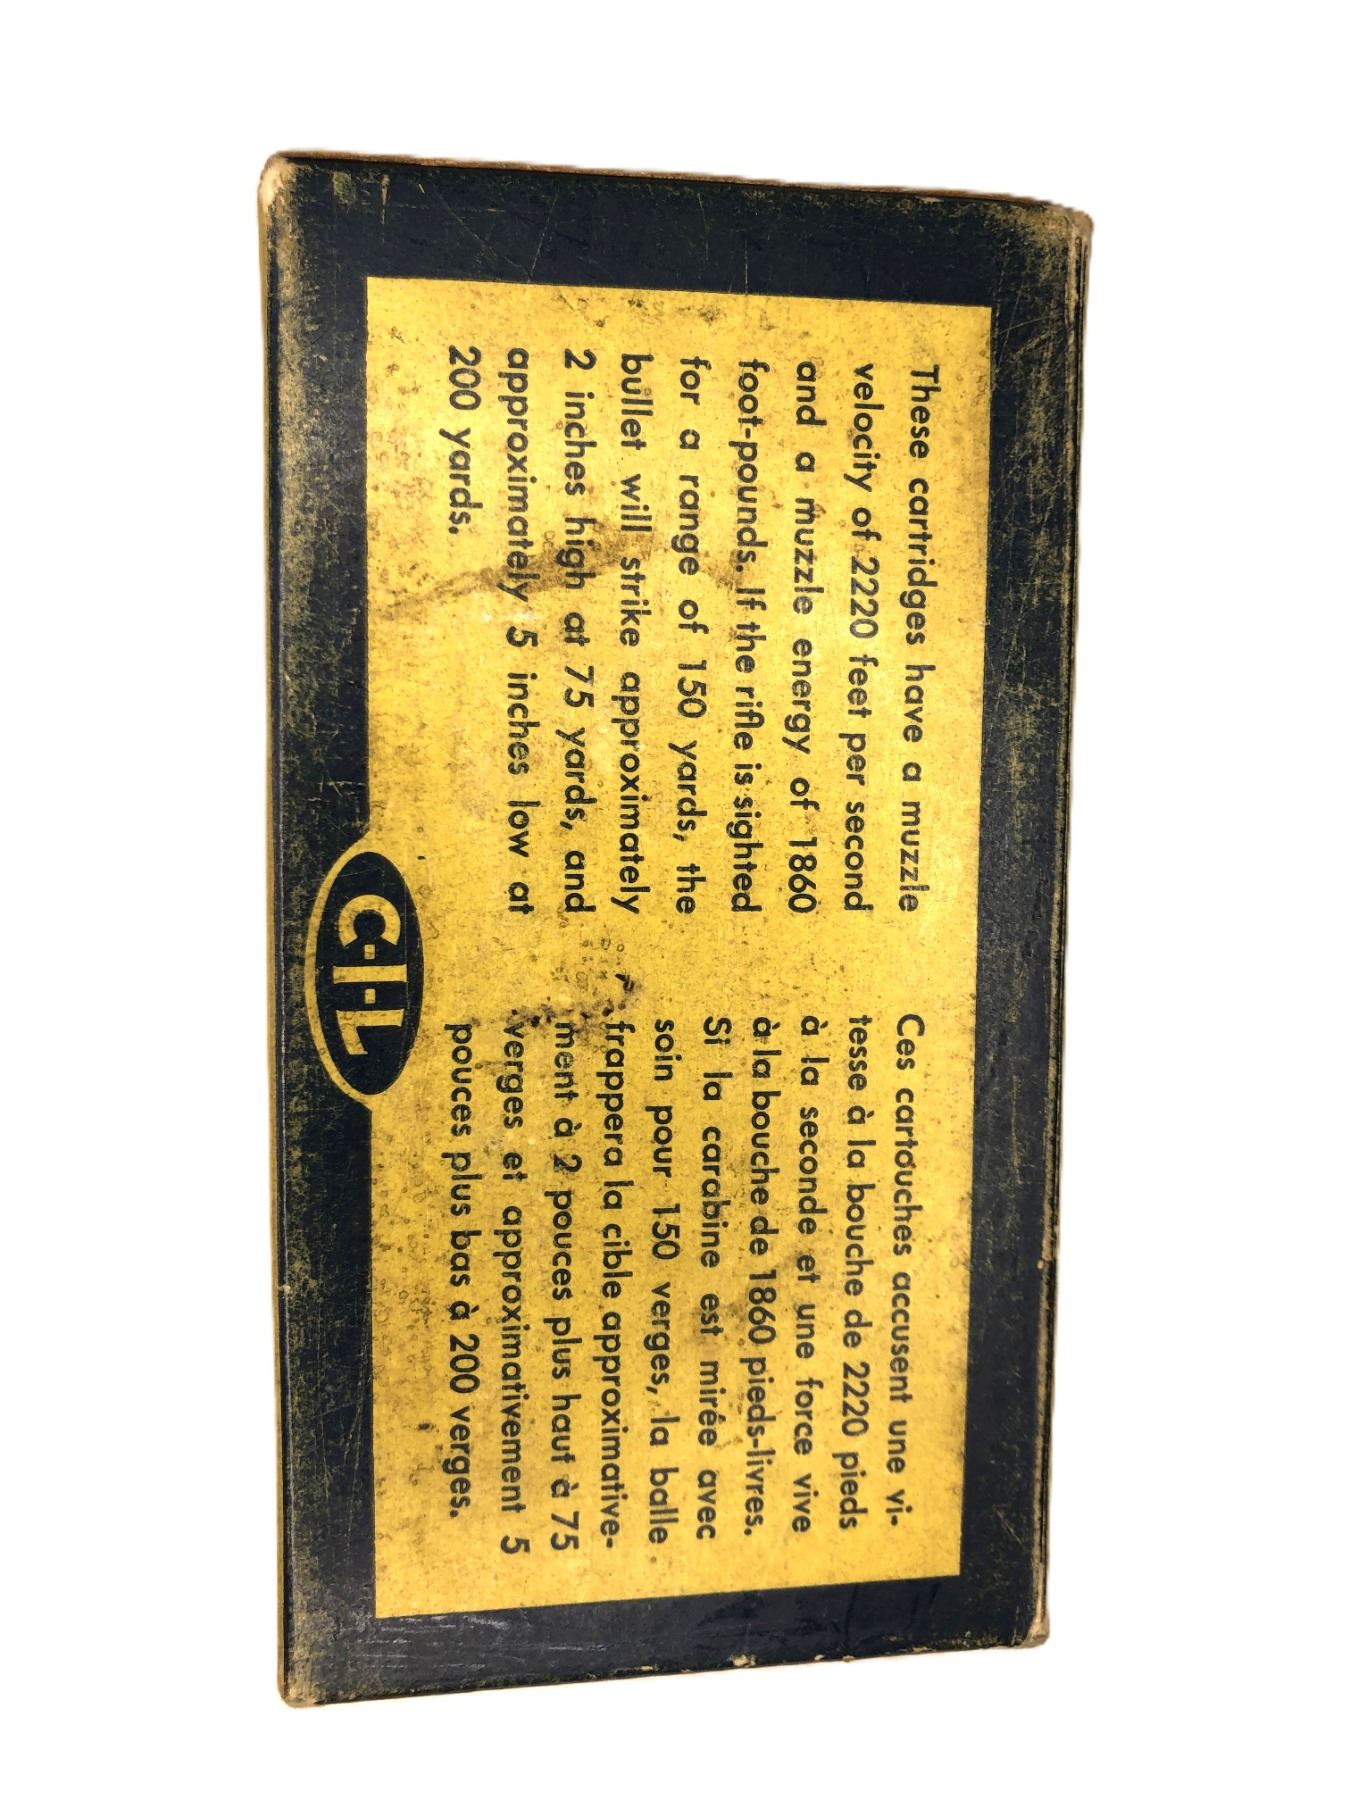 These cartridges have a muzzle
velocity of 2220 feet per second
and a muzzle energy of 1860
foot-pounds. If the rifle is sighted
for a range of 150 yards, the
bullet will strike approximately
2 inches high at 75 yards, and
approximately 5 inches low at
200 yards.
Ces cartouches accusent une vi-
tesse à la bouche de 2220 pieds
à la seconde et une force vive
à la bouche de 1860 pieds-livres.
Si la carabine est mirée avec
soin pour 150 verges, la balle
frappera la cible approximative-
ment à 2 pouces plus haut à 75
verges et approximativement 5
pouces plus bas à 200 verges.
C-I-L